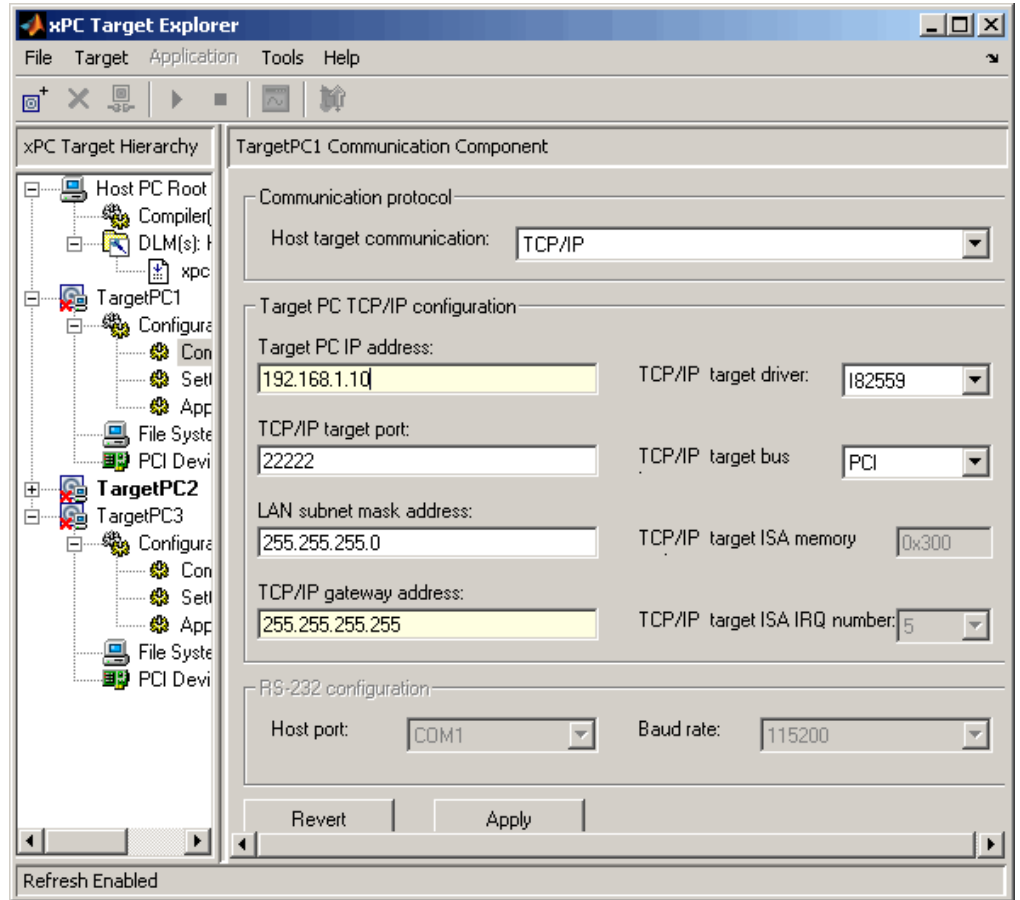 xPC Target Explorer
File Target Application Tools Help
xPC Target Hierarchy
TargetPC1 Communication Component
Host PC Root
Compiler(
DLM(s): H
xpc
TargetPC1
Configura
Con
Sett
App
File Syste
PCI Devi
TargetPC2
TargetPC3
Configura
Con
Sett
App
File Syste
PCI Devi
Communication protocol
Host target communication: TCP/IP
Target PC TCP/IP configuration
Target PC IP address:
192.168.1.10
TCP/IP target driver: I82559
TCP/IP target port:
22222
TCP/IP target bus PCI
LAN subnet mask address:
255.255.255.0
TCP/IP target ISA memory 0x300
TCP/IP gateway address:
255.255.255.255
TCP/IP target ISA IRQ number: 5
RS-232 configuration
Host port: COM1 Baud rate: 115200
Revert Apply
Refresh Enabled